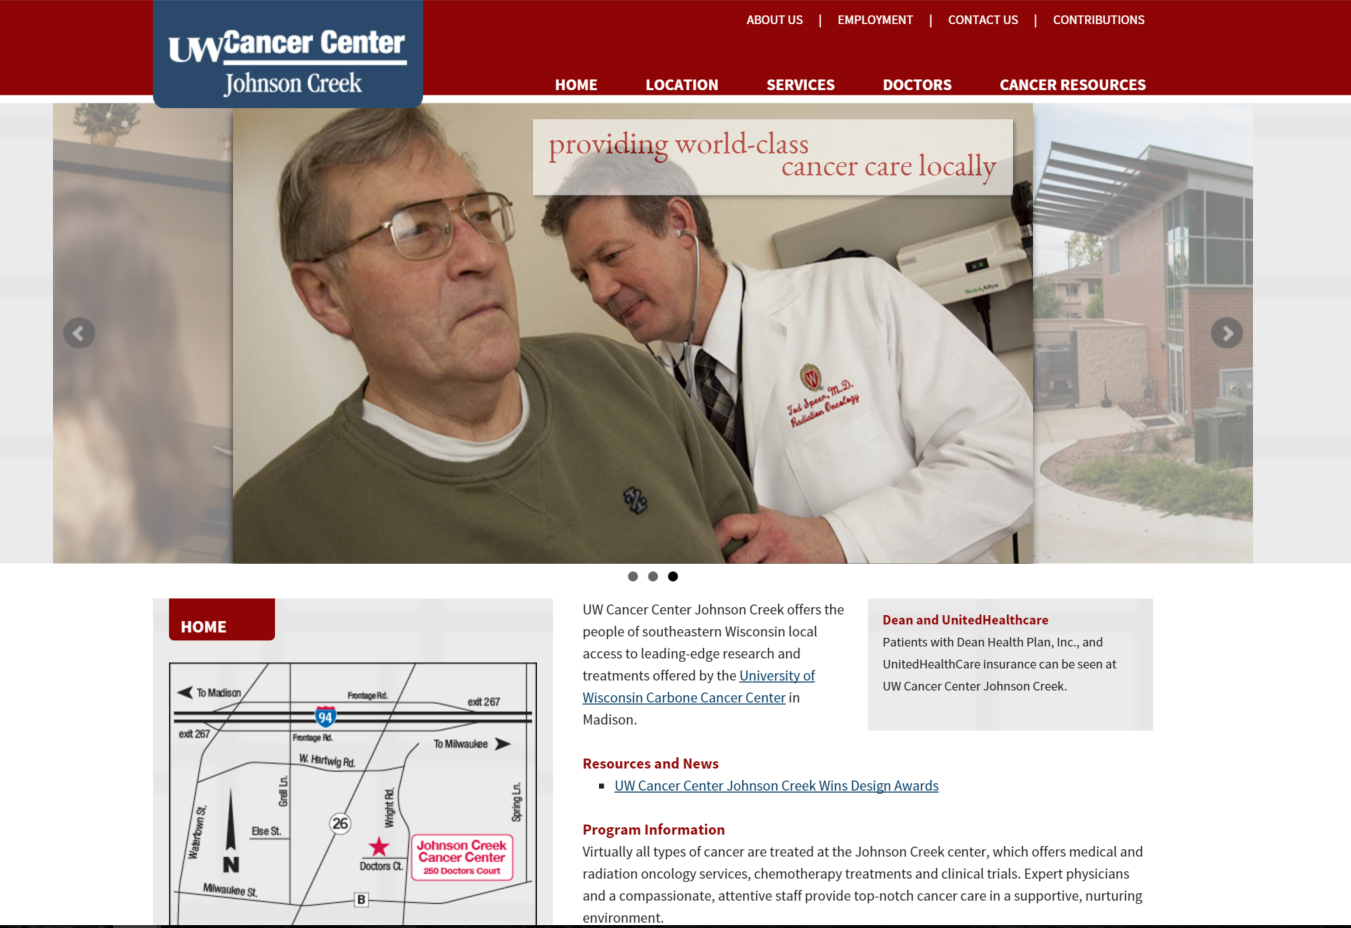 ABOUT US | EMPLOYMENT | CONTACT US | CONTRIBUTIONS
UW Cancer Center
Johnson Creek
HOME LOCATION SERVICES DOCTORS CANCER RESOURCES
providing world-class
cancer care locally
WelchAllyn
W
Tod Speer, M.D.
Radiation Oncology
HOME
To Madison
Frontage Rd.
exit 267
94
exit 267
Frontage Rd.
To Milwaukee
W. Hartwig Rd.
Grell Ln.
Wright Rd.
Spring Ln.
Watertown St.
26
Else St.
N
Doctors Ct.
Johnson Creek
Cancer Center
250 Doctors Court
Milwaukee St.
B
UW Cancer Center Johnson Creek offers the
people of southeastern Wisconsin local
access to leading-edge research and
treatments offered by the University of
Wisconsin Carbone Cancer Center in
Madison.
Dean and UnitedHealthcare
Patients with Dean Health Plan, Inc., and
UnitedHealthCare insurance can be seen at
UW Cancer Center Johnson Creek.
Resources and News
UW Cancer Center Johnson Creek Wins Design Awards
Program Information
Virtually all types of cancer are treated at the Johnson Creek center, which offers medical and
radiation oncology services, chemotherapy treatments and clinical trials. Expert physicians
and a compassionate, attentive staff provide top-notch cancer care in a supportive, nurturing
environment.